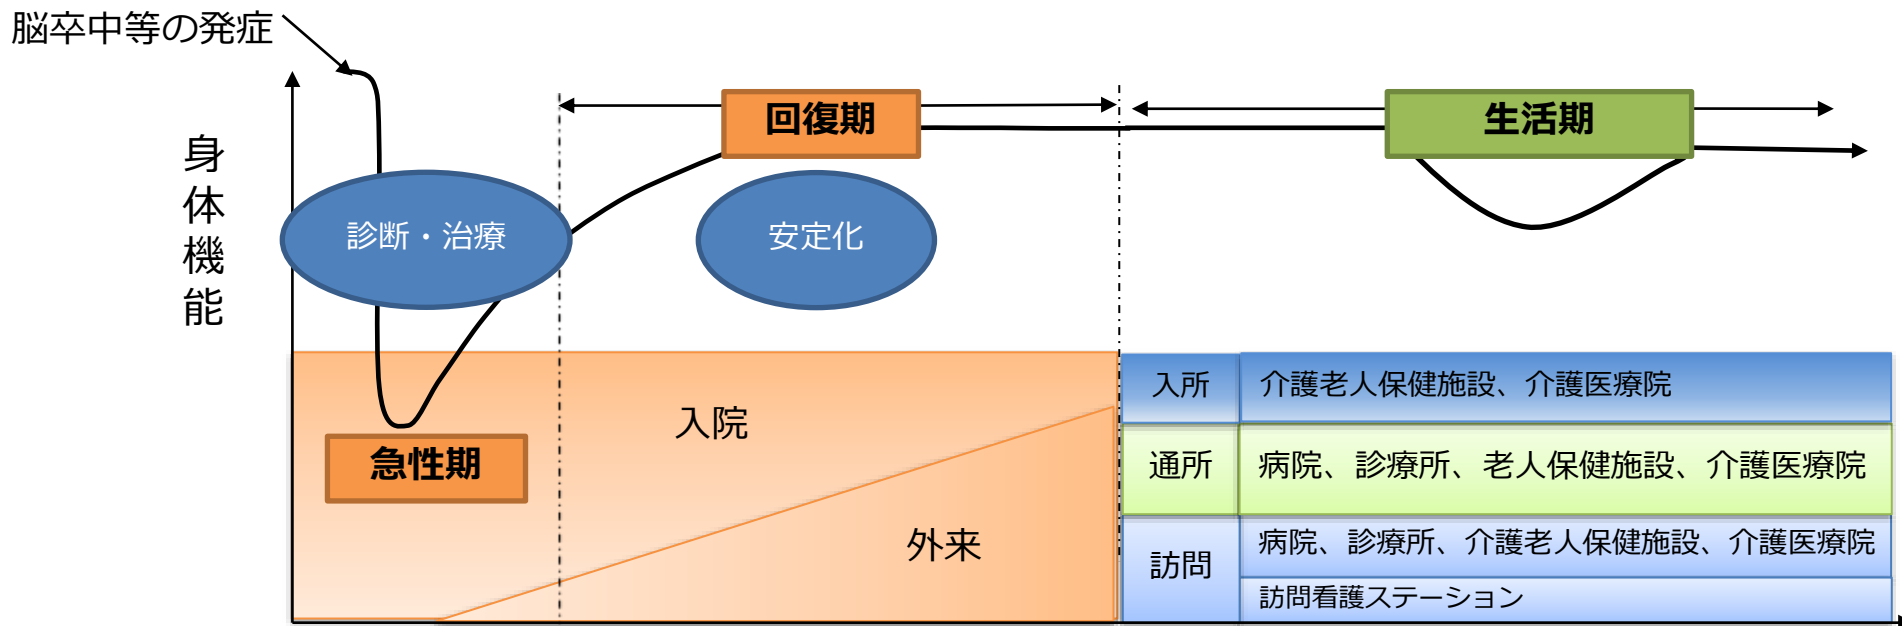 脳卒中等の発症
身体機能
回復期
生活期
診断・治療
安定化
急性期
入院
外来
入所
介護老人保健施設、介護医療院
通所
病院、診療所、老人保健施設、介護医療院
訪問
病院、診療所、介護老人保健施設、介護医療院
訪問看護ステーション